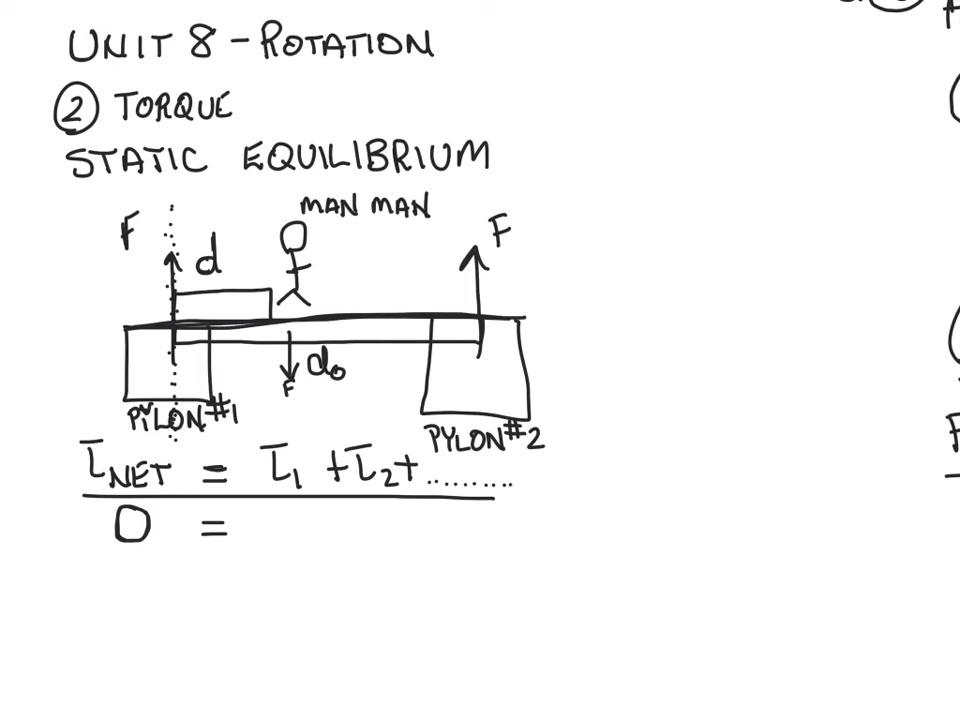 UNIT 8 - ROTATION
② TORQUE
STATIC EQUILIBRIUM
MAN MAN
F
d
F
F
d₀
PYLON #1
PYLON #2
τNET = τ1 + τ2 + .........
0 =